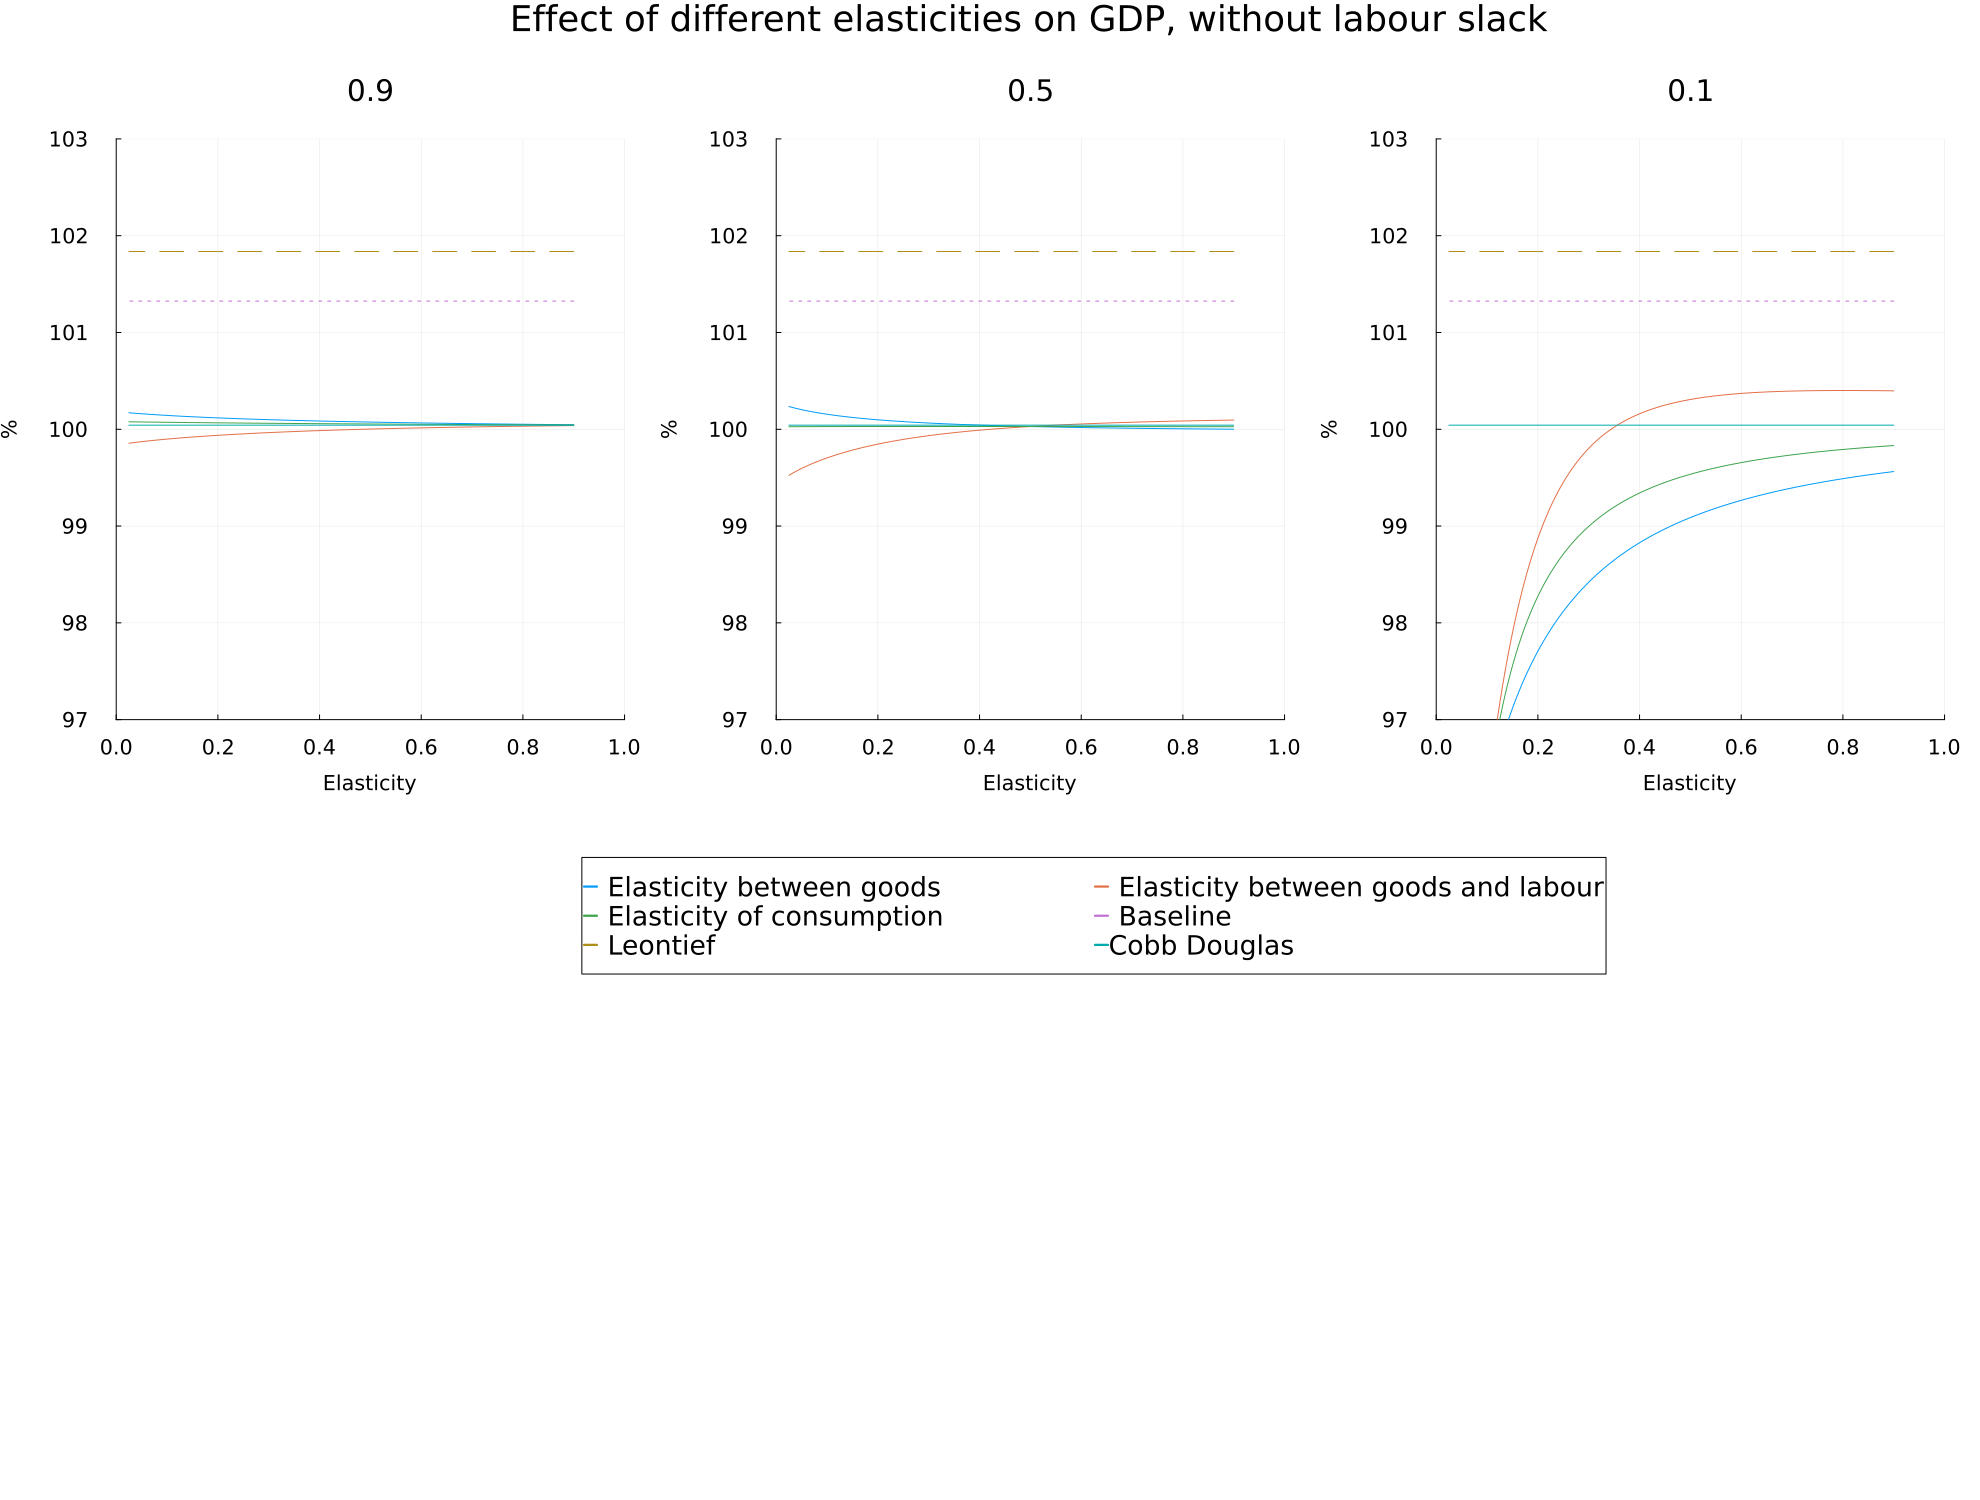 Effect of different elasticities on GDP, without labour slack
0.9
103
102
101
100
99
98
97
%
0.0 0.2 0.4 0.6 0.8 1.0
Elasticity
0.5
103
102
101
100
99
98
97
%
0.0 0.2 0.4 0.6 0.8 1.0
Elasticity
0.1
103
102
101
100
99
98
97
%
0.0 0.2 0.4 0.6 0.8 1.0
Elasticity
Elasticity between goods
Elasticity between goods and labour
Elasticity of consumption
Baseline
Leontief
Cobb Douglas